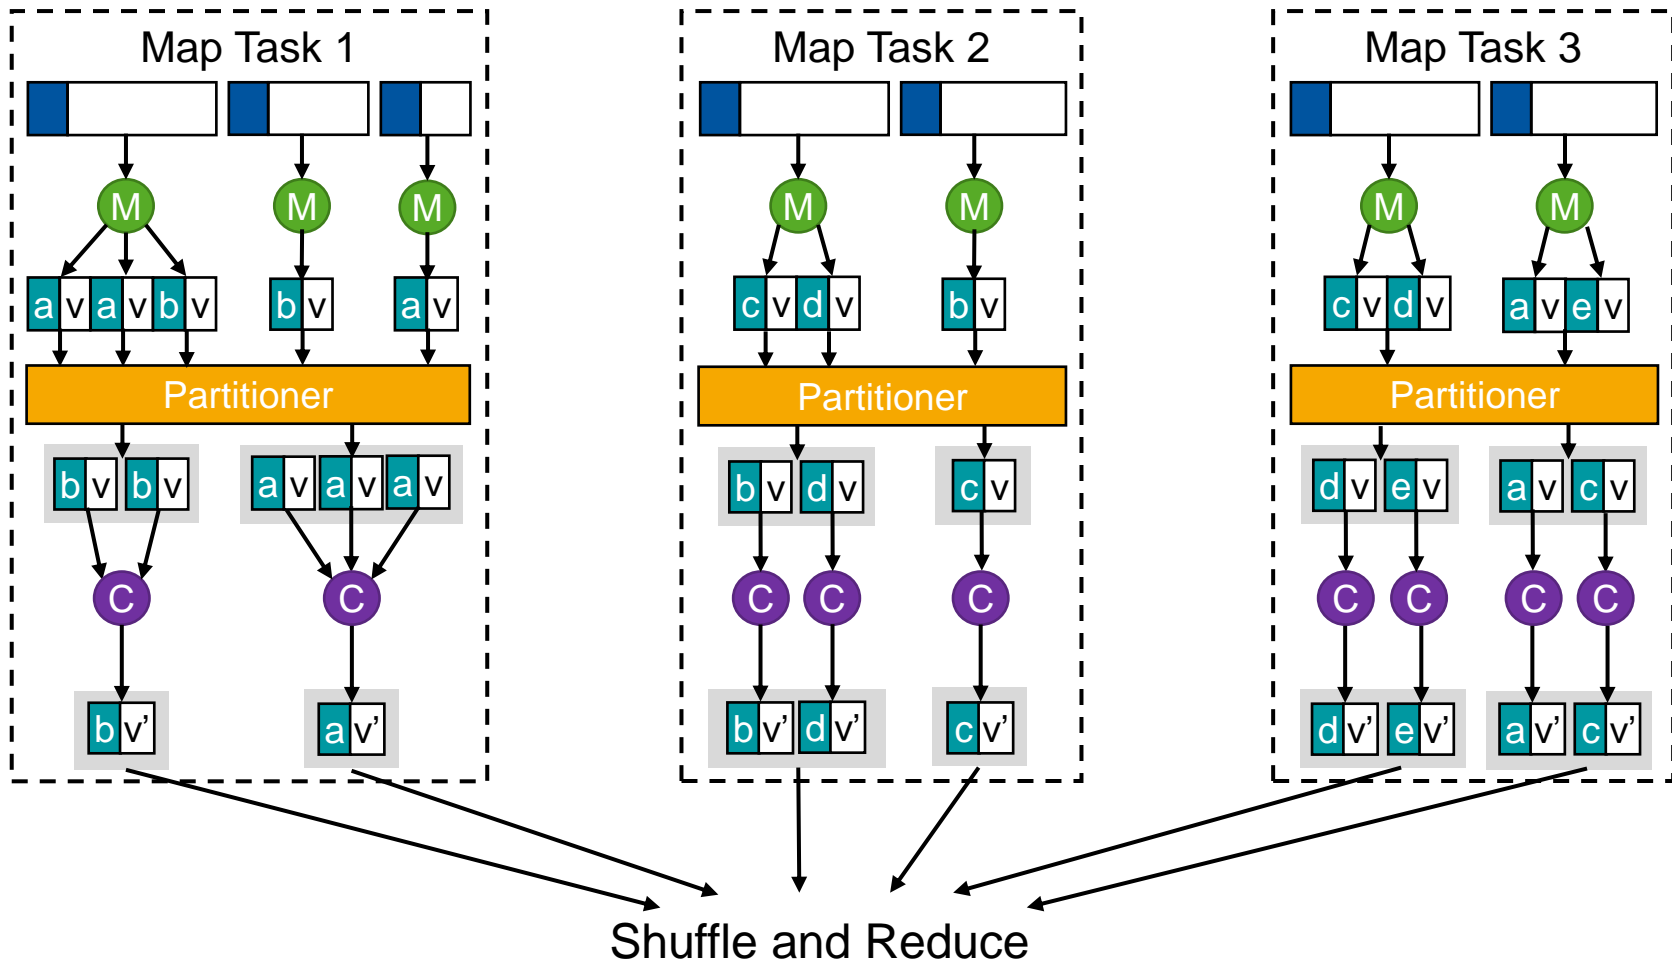 Map Task 1 Map Task 2 Map Task 3
M M M M M M M
a v a v b v b v a v c v d v b v c v d v a v e v
Partitioner Partitioner Partitioner
b v b v a v a v a v b v d v c v d v e v a v c v
C C C C C C C C C
b v’ a v’ b v’ d v’ c v’ d v’ e v’ a v’ c v’
Shuffle and Reduce